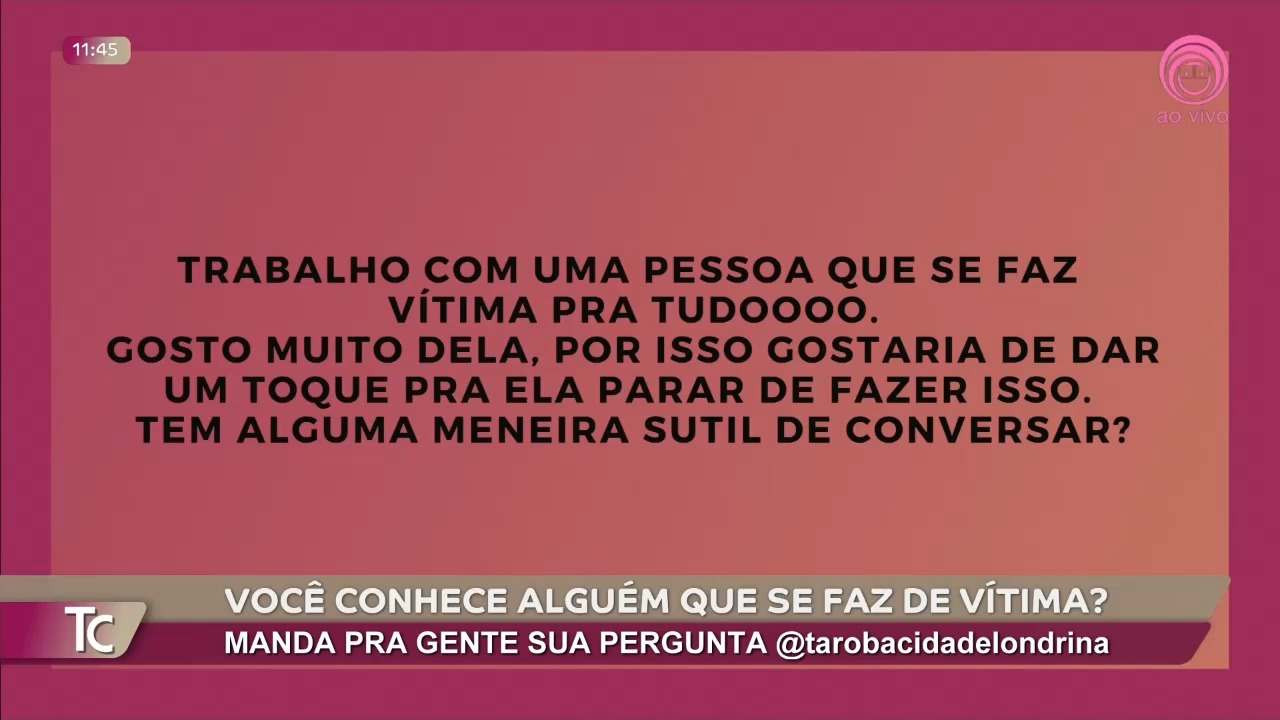 11:45
ao vivo
TRABALHO COM UMA PESSOA QUE SE FAZ
VÍTIMA PRA TUDOOOO.
GOSTO MUITO DELA, POR ISSO GOSTARIA DE DAR
UM TOQUE PRA ELA PARAR DE FAZER ISSO.
TEM ALGUMA MENEIRA SUTIL DE CONVERSAR?
VOCÊ CONHECE ALGUÉM QUE SE FAZ DE VÍTIMA?
TC
MANDA PRA GENTE SUA PERGUNTA @tarobacidadelondrina